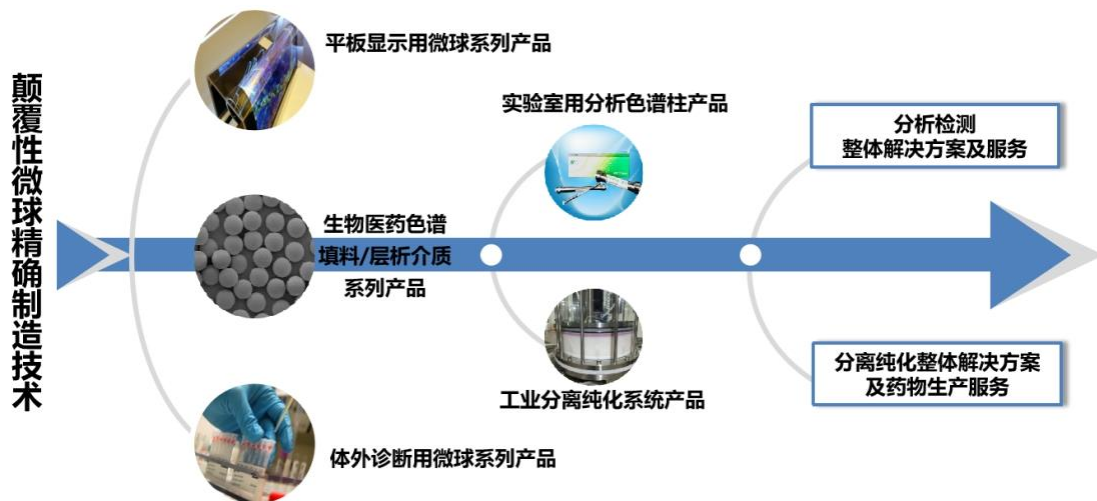 颠覆性微球精确制造技术
平板显示用微球系列产品
生物医药色谱
填料/层析介质
系列产品
体外诊断用微球系列产品
实验室用分析色谱柱产品
工业分离纯化系统产品
分析检测
整体解决方案及服务
分离纯化整体解决方案
及药物生产服务